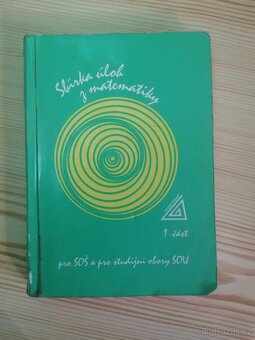 Sbírka úloh
z matematiky
1. část
pro SOŠ a pro studijní obory SOU